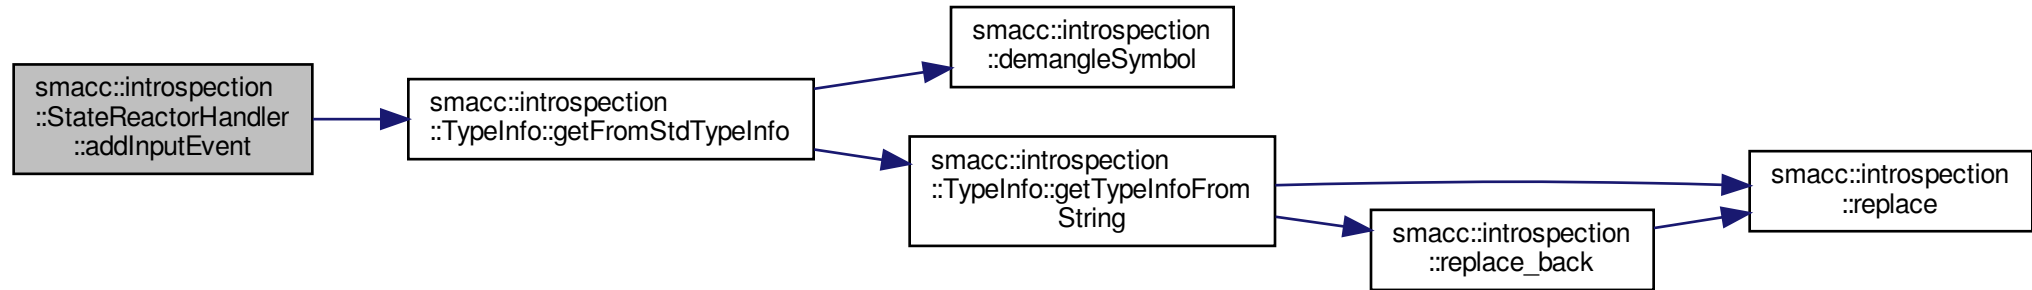 smacc::introspection
::StateReactorHandler
::addInputEvent
smacc::introspection
::TypeInfo::getFromStdTypeInfo
smacc::introspection
::demangleSymbol
smacc::introspection
::TypeInfo::getTypeInfoFrom
String
smacc::introspection
::replace_back
smacc::introspection
::replace